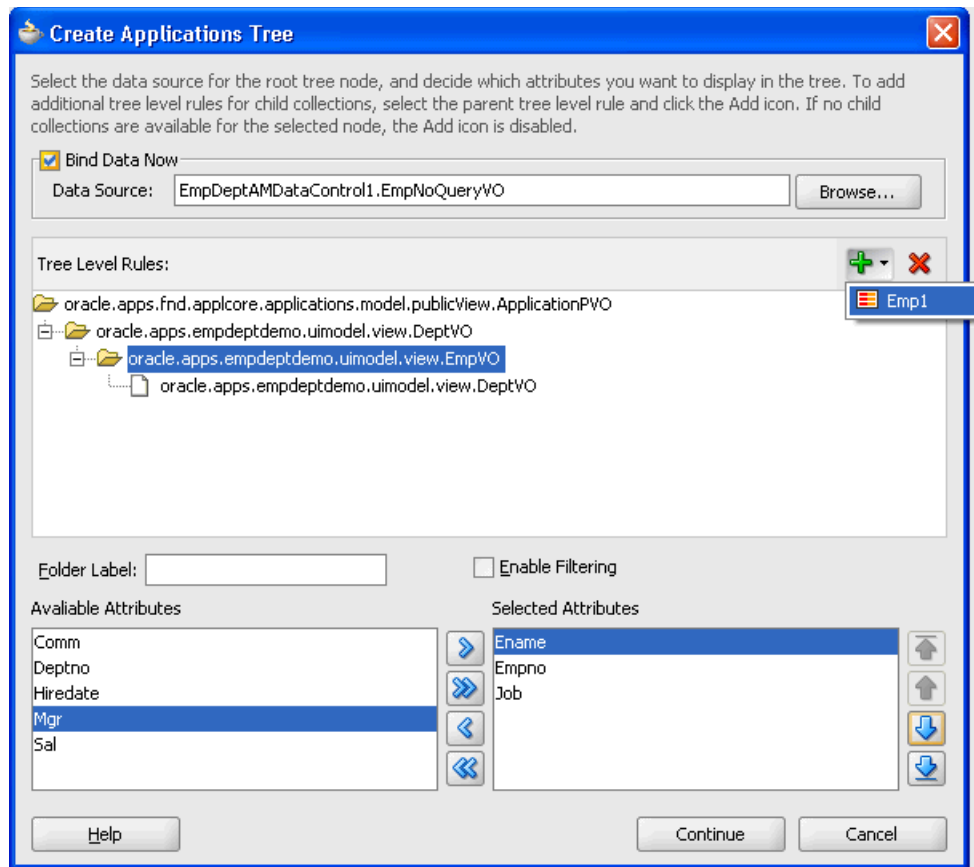 Create Applications Tree
Select the data source for the root tree node, and decide which attributes you want to display in the tree. To add
additional tree level rules for child collections, select the parent tree level rule and click the Add icon. If no child
collections are available for the selected node, the Add icon is disabled.
Bind Data Now
Data Source: EmpDeptAMDataControl1.EmpNoQueryVO Browse...
Tree Level Rules:
Emp1
oracle.apps.fnd.applcore.applications.model.publicView.ApplicationPVO
oracle.apps.empdeptdemo.uimodel.view.DeptVO
oracle.apps.empdeptdemo.uimodel.view.EmpVO
oracle.apps.empdeptdemo.uimodel.view.DeptVO
Folder Label: Enable Filtering
Avaliable Attributes
Comm
Deptno
Hiredate
Mgr
Sal
Selected Attributes
Ename
Empno
Job
Help Continue Cancel